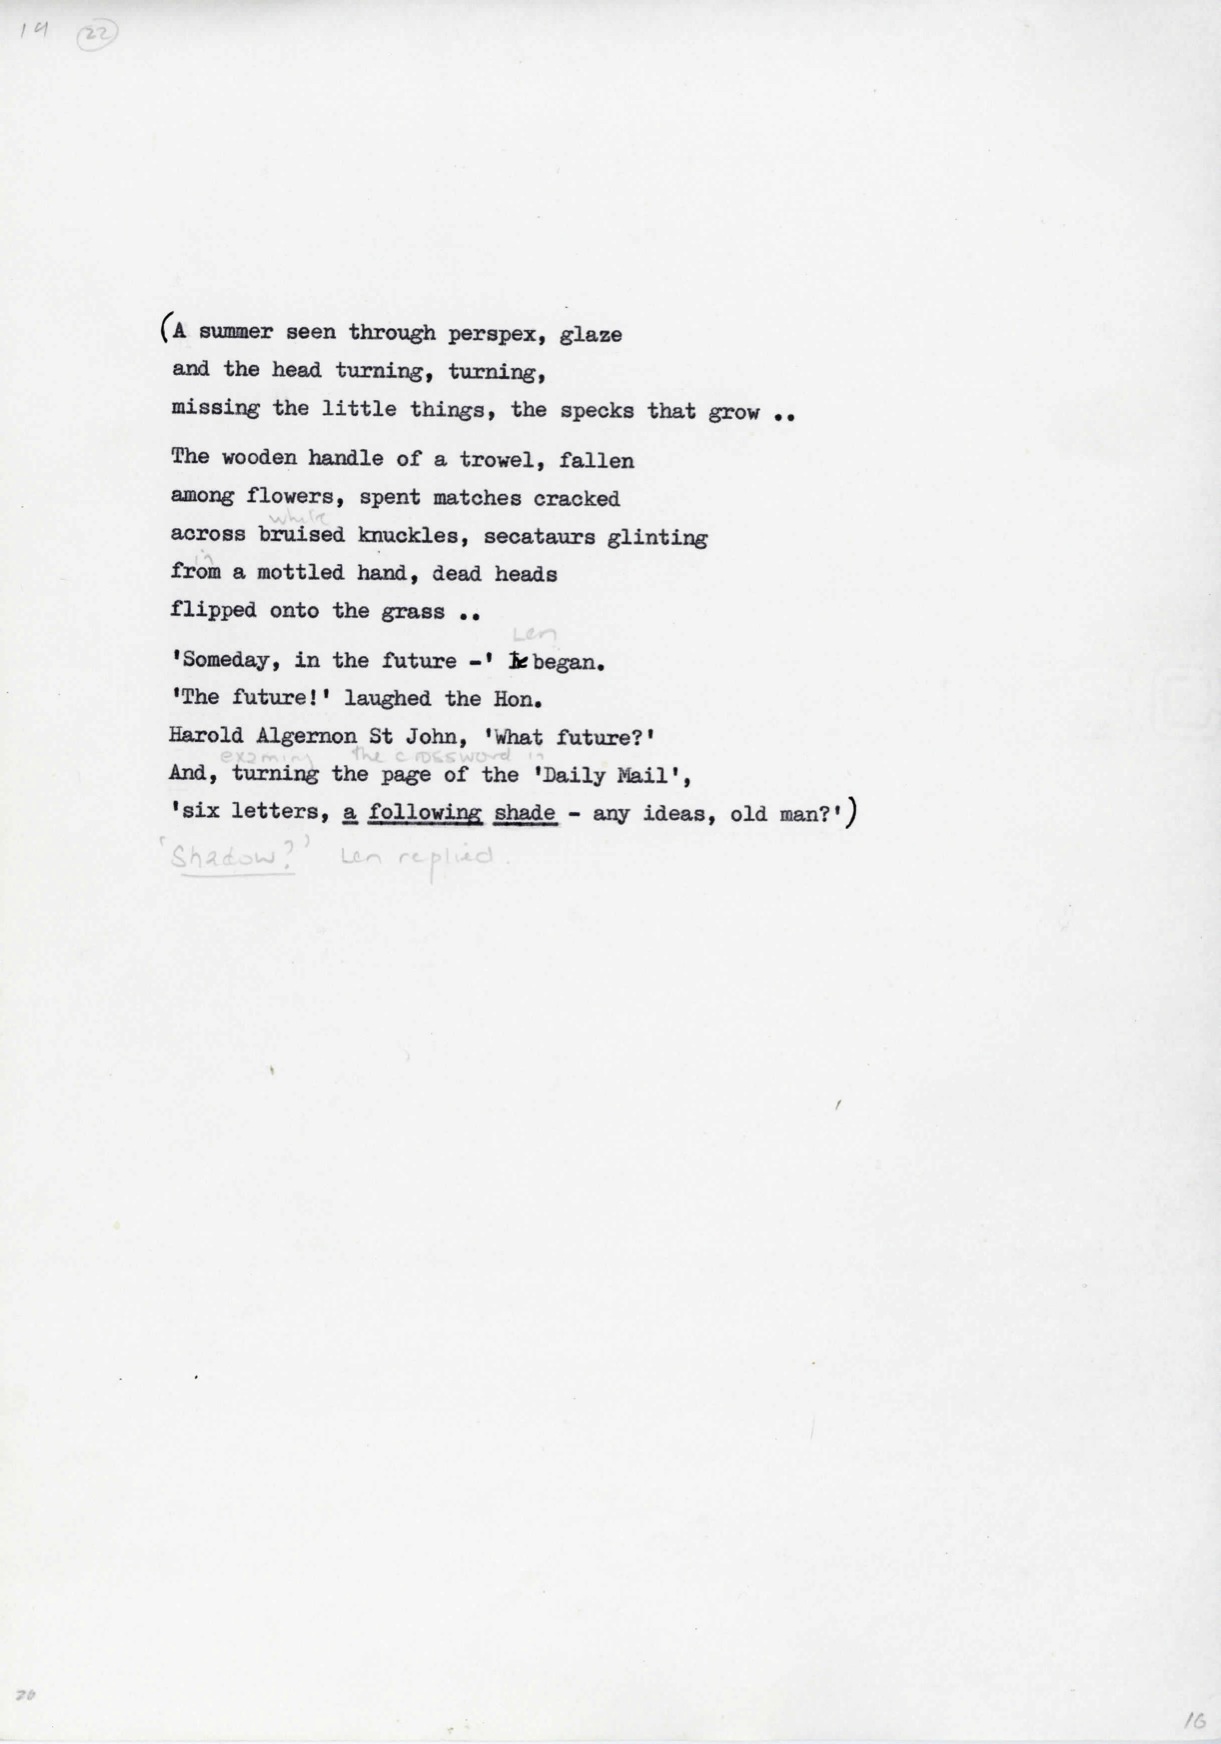 19 22
(A summer seen through perspex, glaze
and the head turning, turning,
missing the little things, the specks that grow ..
The wooden handle of a trowel, fallen
among flowers, spent matches cracked
white
across bruised knuckles, secataurs glinting
in
from a mottled hand, dead heads
flipped onto the grass ..
Len
'Someday, in the future -' began.
'The future!' laughed the Hon.
Harold Algernon St John, 'What future?'
examining the crossword in
And, turning the page of the 'Daily Mail',
'six letters, a following shade - any ideas, old man?')
'Shadow?' Len replied.
20
16